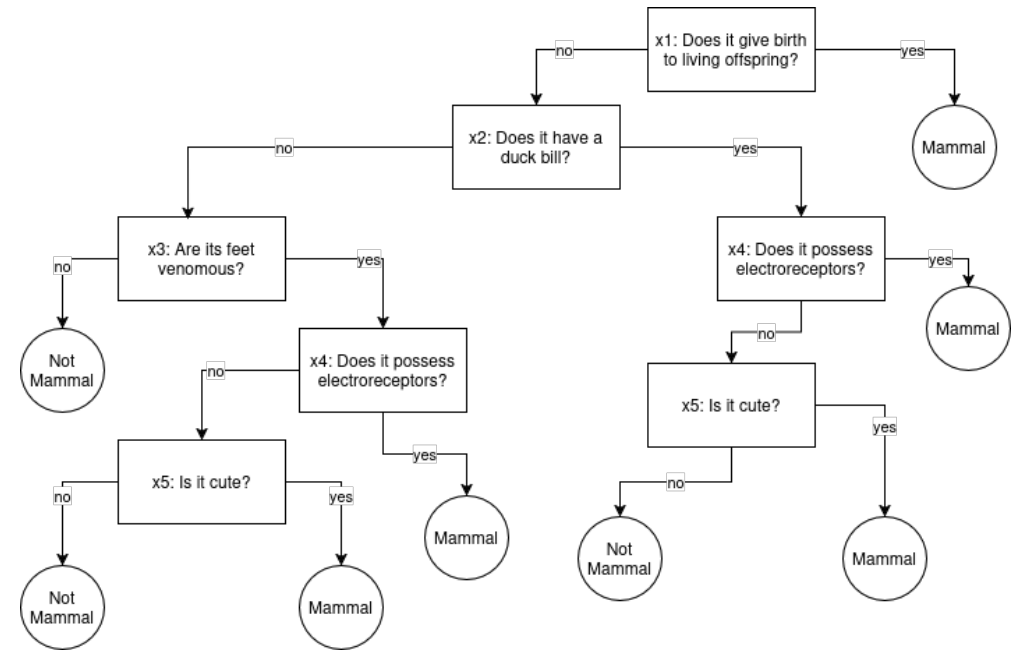 x1: Does it give birth
to living offspring?
no
yes
x2: Does it have a
duck bill?
Mammal
no
yes
x3: Are its feet
venomous?
x4: Does it possess
electroreceptors?
no
yes
yes
Mammal
no
Not
Mammal
x4: Does it possess
electroreceptors?
no
x5: Is it cute?
yes
yes
x5: Is it cute?
no
no
yes
Mammal
Not
Mammal
Mammal
Not
Mammal
Mammal